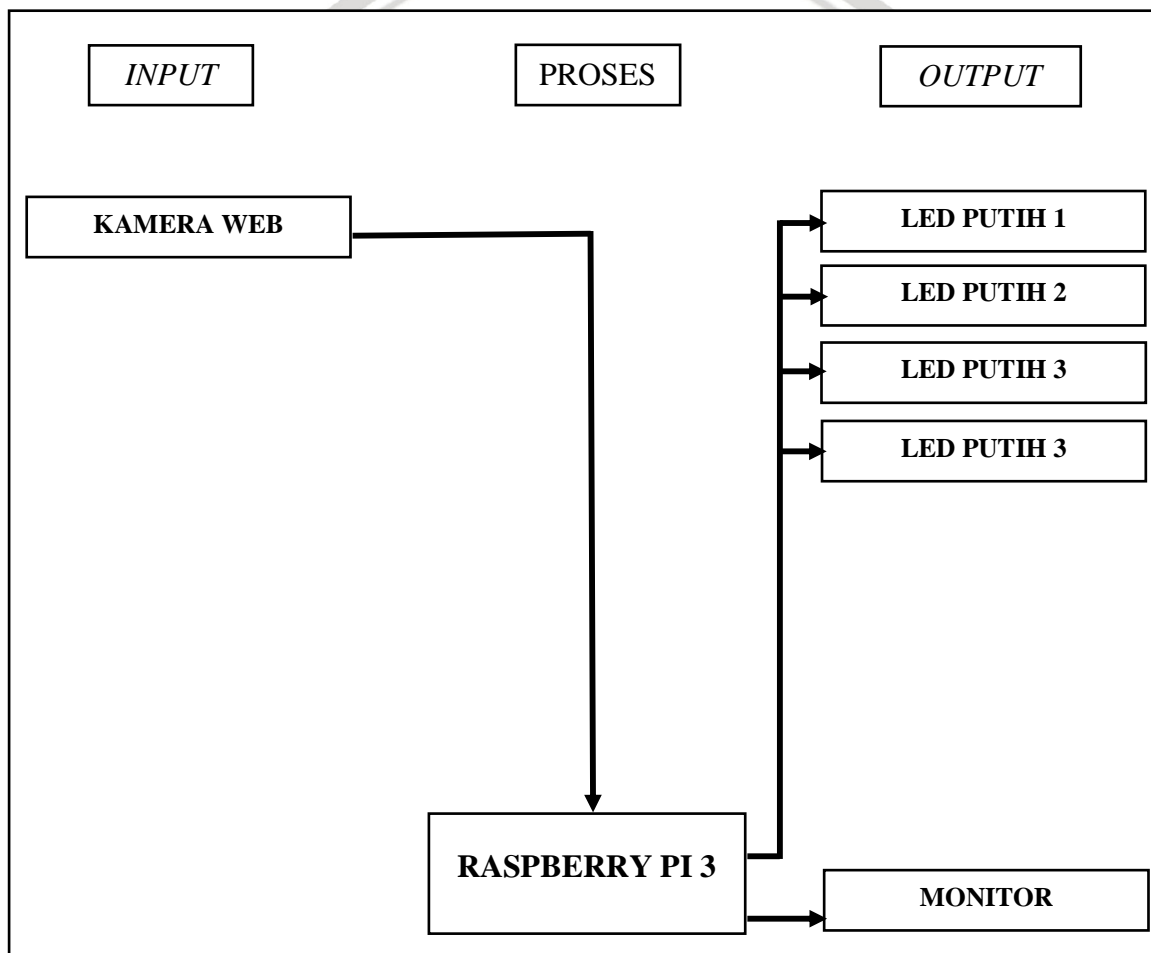 INPUT
PROSES
OUTPUT
KAMERA WEB
LED PUTIH 1
LED PUTIH 2
LED PUTIH 3
LED PUTIH 3
RASPBERRY PI 3
MONITOR